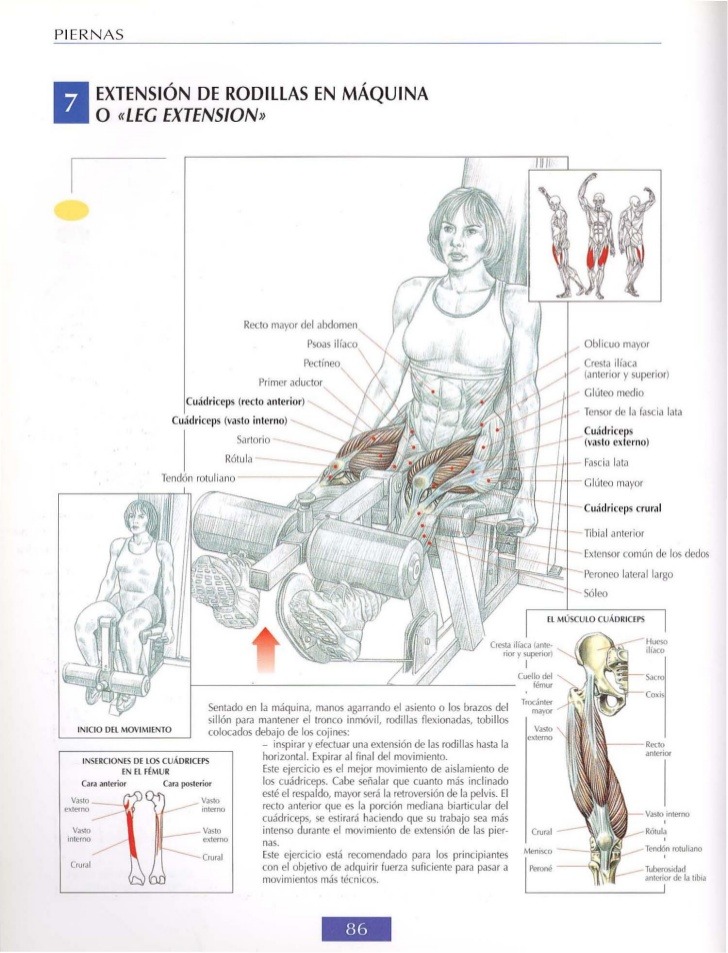 PIERNAS
7
EXTENSIÓN DE RODILLAS EN MÁQUINA
O «LEG EXTENSION»
Recto mayor del abdomen
Psoas ilíaco
Pectíneo
Primer aductor
Cuádriceps (recto anterior)
Cuádriceps (vasto interno)
Sartorio
Rótula
Tendón rotuliano
Oblicuo mayor
Cresta ilíaca
(anterior y superior)
Glúteo medio
Tensor de la fascia lata
Cuádriceps
(vasto externo)
Fascia lata
Glúteo mayor
Cuádriceps crural
Tibial anterior
Extensor común de los dedos
Peroneo lateral largo
Sóleo
INICIO DEL MOVIMIENTO
Sentado en la máquina, manos agarrando el asiento o los brazos del
sillón para mantener el tronco inmóvil, rodillas flexionadas, tobillos
colocados debajo de los cojines:
– inspirar y efectuar una extensión de las rodillas hasta la
horizontal. Expirar al final del movimiento.
Este ejercicio es el mejor movimiento de aislamiento de
los cuádriceps. Cabe señalar que cuanto más inclinado
esté el respaldo, mayor será la retroversión de la pelvis. El
recto anterior que es la porción mediana biarticular del
cuádriceps, se estirará haciendo que su trabajo sea más
intenso durante el movimiento de extensión de las pier-
nas.
Este ejercicio está recomendado para los principiantes
con el objetivo de adquirir fuerza suficiente para pasar a
movimientos más técnicos.
INSERCIONES DE LOS CUÁDRICEPS
EN EL FÉMUR
Cara anterior
Cara posterior
Vasto
externo
Vasto
interno
Crural
Vasto
interno
Vasto
externo
Crural
EL MÚSCULO CUÁDRICEPS
Cresta ilíaca (ante-
rior y superior)
Cuello del
fémur
Trocánter
mayor
Vasto
externo
Crural
Menisco
Peroné
Hueso
ilíaco
Sacro
Coxis
Recto
anterior
Vasto interno
Rótula
Tendón rotuliano
Tuberosidad
anterior de la tibia
86